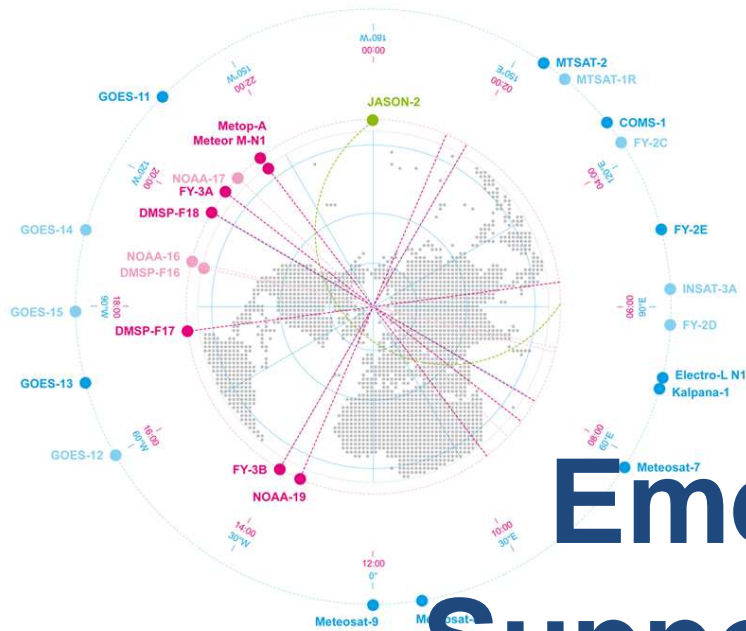 180°W
00:00
150°W
22:00
150°E
02:00
MTSAT-2
MTSAT-1R
GOES-11
JASON-2
COMS-1
FY-2C
Metop-A
Meteor M-N1
120°W
20:00
120°E
04:00
NOAA-17
FY-3A
DMSP-F18
GOES-14
FY-2E
NOAA-16
DMSP-F16
INSAT-3A
GOES-15
90°W
18:00
00:90
3.06
FY-2D
DMSP-F17
GOES-13
Electro-L N1
Kalpana-1
16:00
60°W
08:00
60°E
GOES-12
FY-3B
NOAA-19
Meteosat-7
14:00
30°W
10:00
30°E
12:00
0°
Meteosat-9